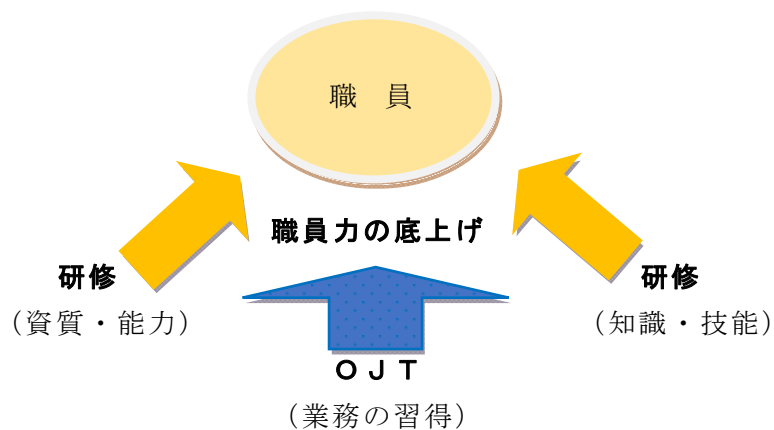 職　員
職員力の底上げ
研修
（資質・能力）
研修
（知識・技能）
ＯＪＴ
（業務の習得）